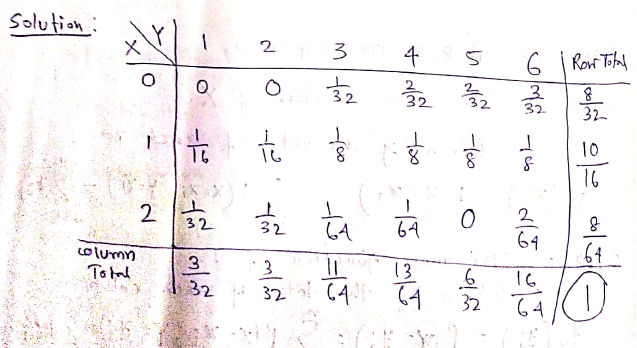 Solution:
X Y 1 2 3 4 5 6 Row Total
0 0 0 1/32 2/32 2/32 3/32 8/32
1 1/16 1/16 1/8 1/8 1/8 1/8 10/16
2 1/32 1/32 1/64 1/64 0 2/64 8/64
column Total 3/32 3/32 11/64 13/64 6/32 16/64 1